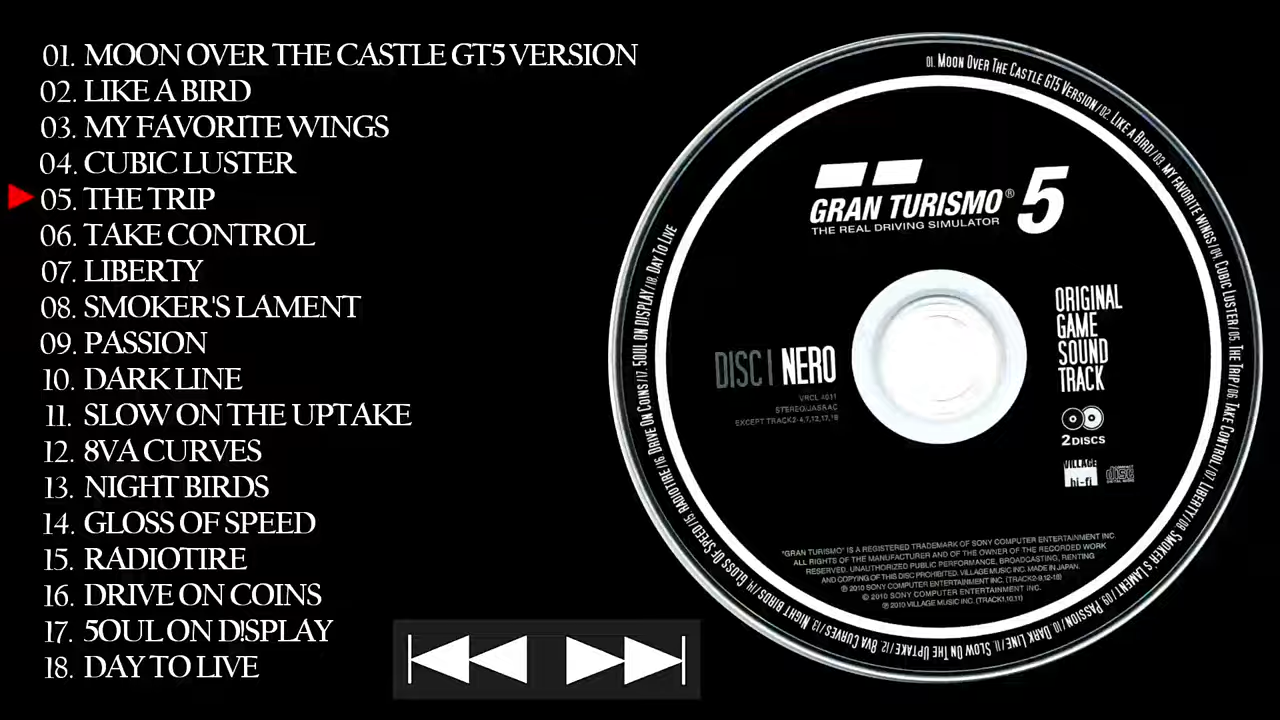 01. MOON OVER THE CASTLE GT5 VERSION
02. LIKE A BIRD
03. MY FAVORITE WINGS
04. CUBIC LUSTER
05. THE TRIP
06. TAKE CONTROL
07. LIBERTY
08. SMOKER'S LAMENT
09. PASSION
10. DARK LINE
11. SLOW ON THE UPTAKE
12. 8VA CURVES
13. NIGHT BIRDS
14. GLOSS OF SPEED
15. RADIOTIRE
16. DRIVE ON COINS
17. 5OUL ON D!SPLAY
18. DAY TO LIVE
01. MOON OVER THE CASTLE GT5 VERSION / 02. LIKE A BIRD / 03. MY FAVORITE WINGS / 04. CUBIC LUSTER / 05. THE TRIP / 06. TAKE CONTROL / 07. LIBERTY / 08. SMOKER'S LAMENT / 09. PASSION / 10. DARK LINE / 11. SLOW ON THE UPTAKE / 12. 8VA CURVES / 13. NIGHT BIRDS / 14. GLOSS OF SPEED / 15 RADIOTIRE / 16. DRIVE ON COINS / 17. 5OUL ON D!SPLAY / 18. DAY TO LIVE
GRAN TURISMO® 5
THE REAL DRIVING SIMULATOR
ORIGINAL
GAME
SOUND
TRACK
DISC 1 NERO
VRCL 4011
STEREO/JASRAC
EXCEPT TRACK2-4,7,12,17,18
2DISCS
VILLAGE
hi-fi
COMPACT
disc
DIGITAL AUDIO
"GRAN TURISMO" IS A REGISTERED TRADEMARK OF SONY COMPUTER ENTERTAINMENT INC.
ALL RIGHTS OF THE MANUFACTURER AND OF THE OWNER OF THE RECORDED WORK
RESERVED. UNAUTHORIZED PUBLIC PERFORMANCE, BROADCASTING, RENTING
AND COPYING OF THIS DISC PROHIBITED. VILLAGE MUSIC INC. MADE IN JAPAN.
℗ 2010 SONY COMPUTER ENTERTAINMENT INC. (TRACK2-9,12-18)
© 2010 SONY COMPUTER ENTERTAINMENT INC.
℗ 2010 VILLAGE MUSIC INC. (TRACK1,10,11)